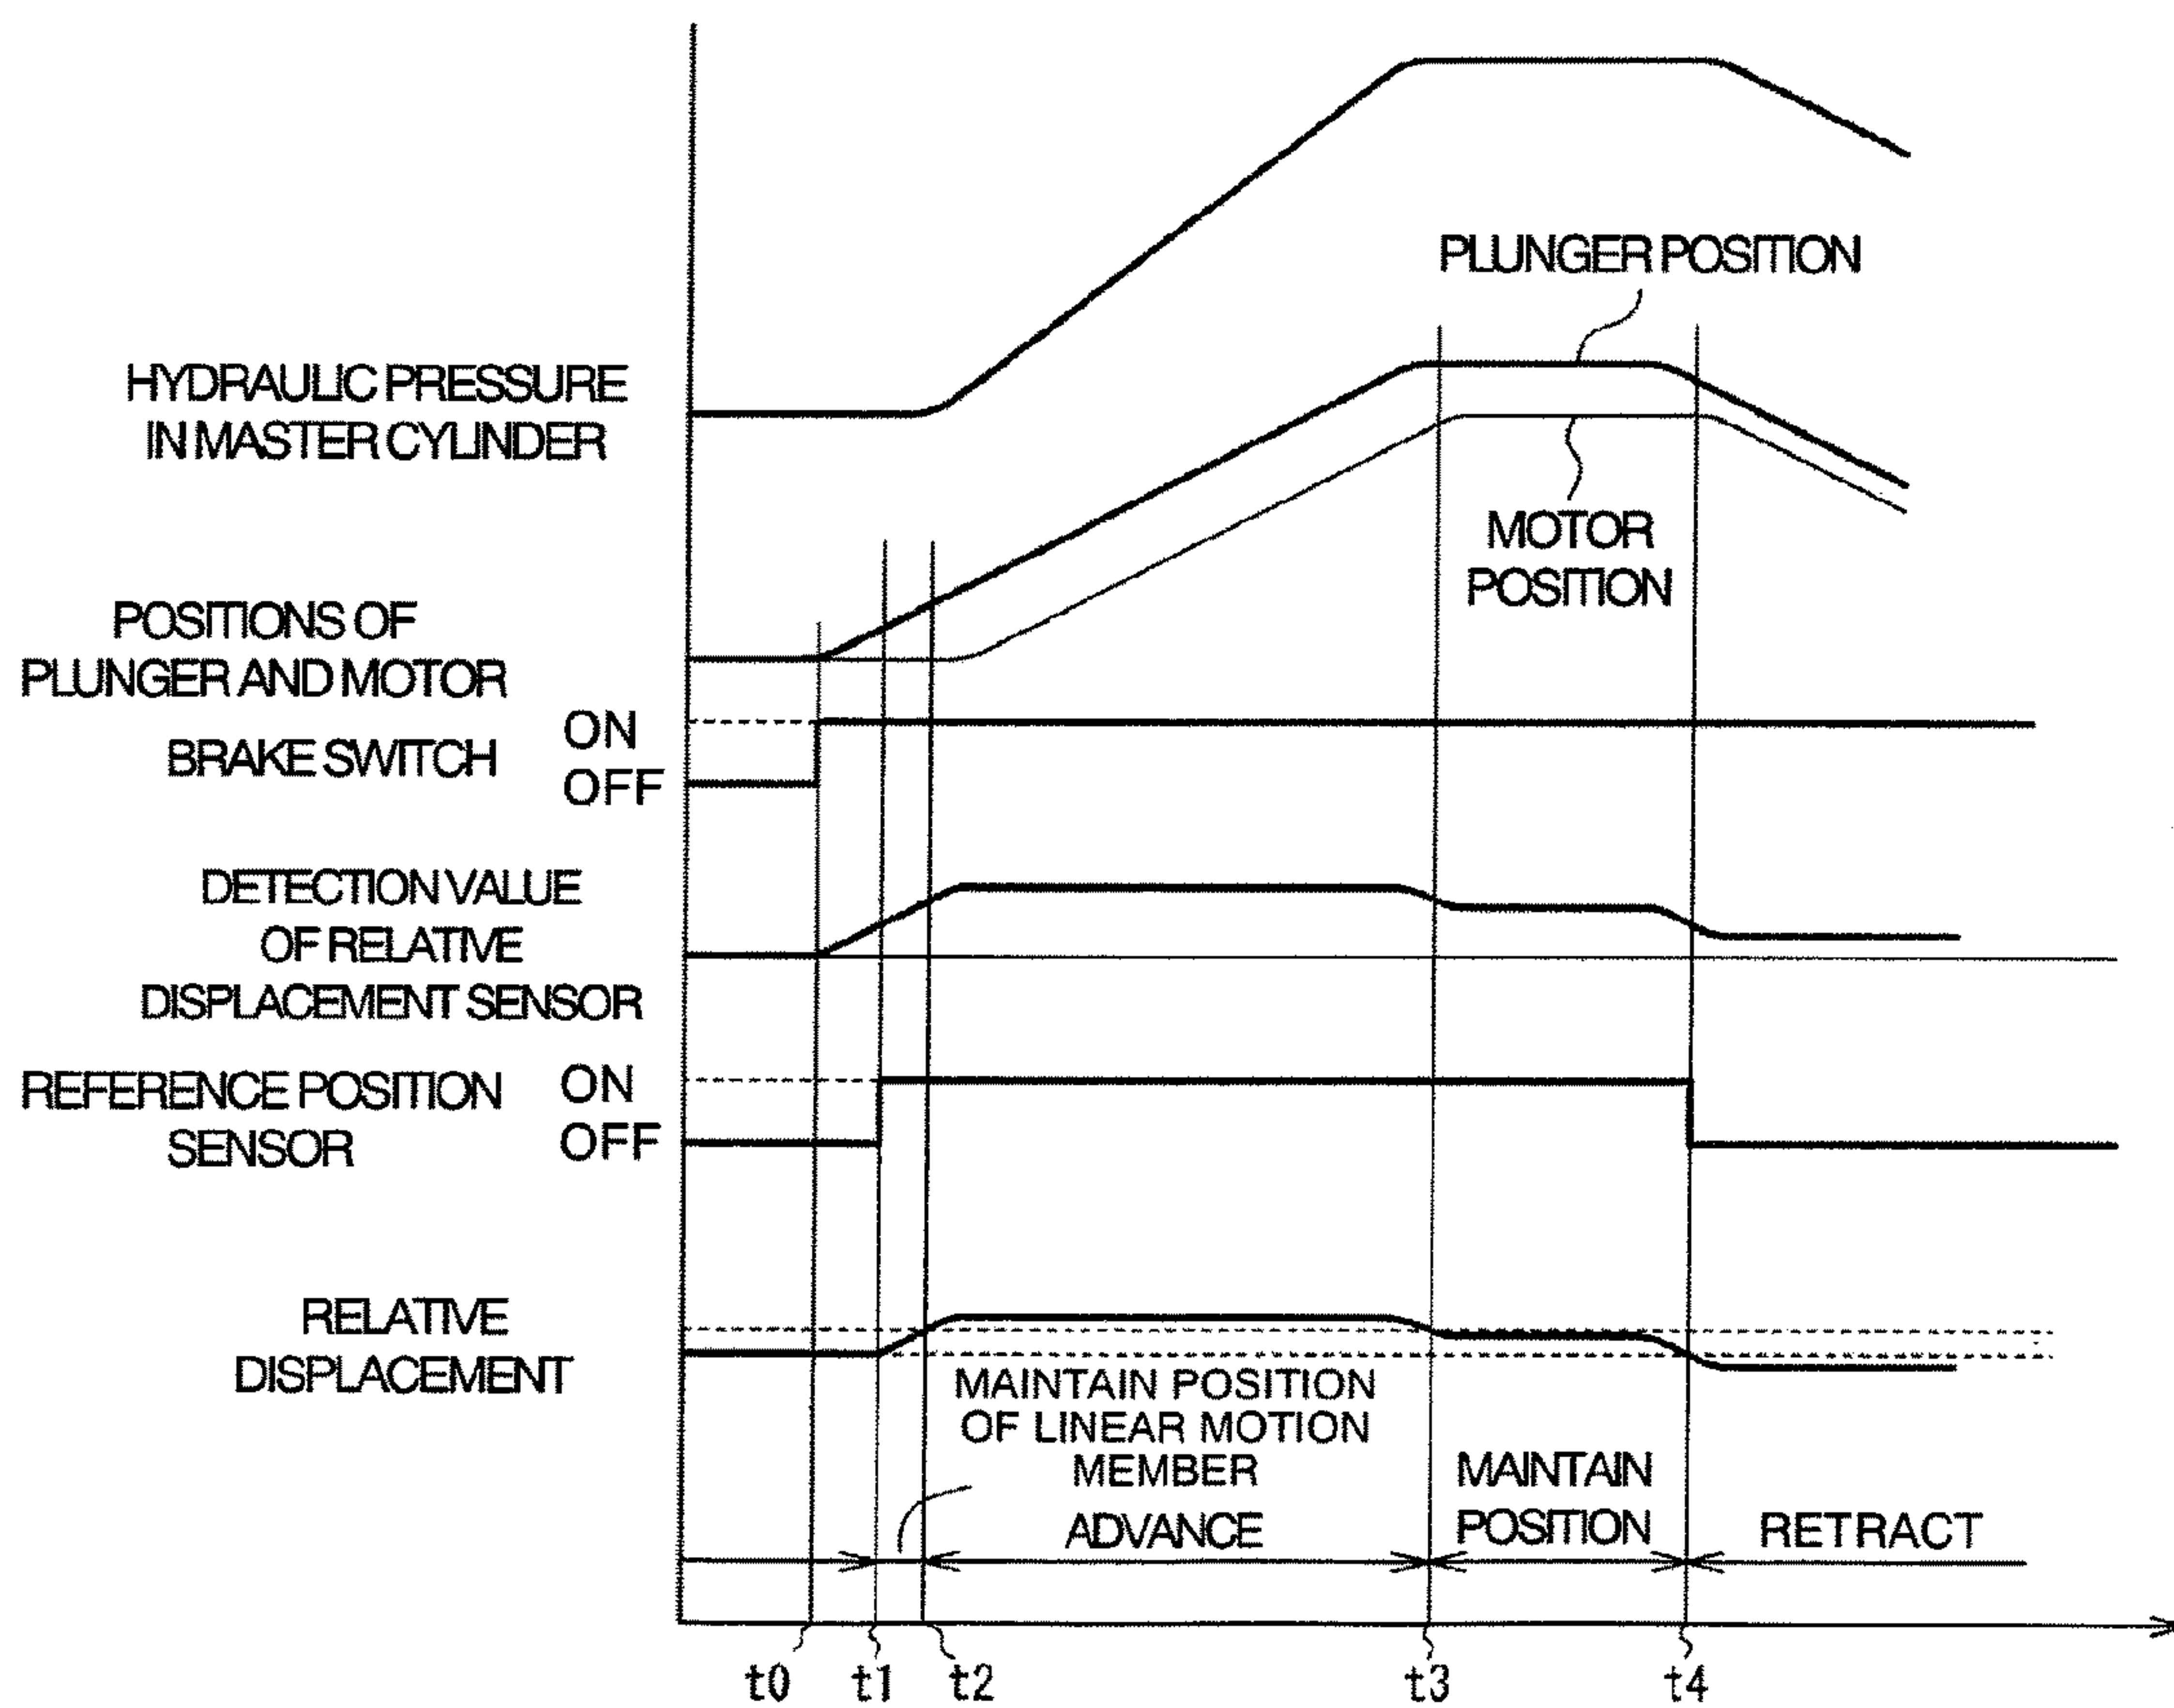 PLUNGER POSITION
HYDRAULIC PRESSURE
IN MASTER CYLINDER
MOTOR
POSITION
POSITIONS OF
PLUNGER AND MOTOR
BRAKE SWITCH
ON
OFF
DETECTION VALUE
OF RELATIVE
DISPLACEMENT SENSOR
REFERENCE POSITION
SENSOR
ON
OFF
RELATIVE
DISPLACEMENT
MAINTAIN POSITION
OF LINEAR MOTION
MEMBER
ADVANCE
MAINTAIN
POSITION
RETRACT
t0
t1
t2
t3
t4